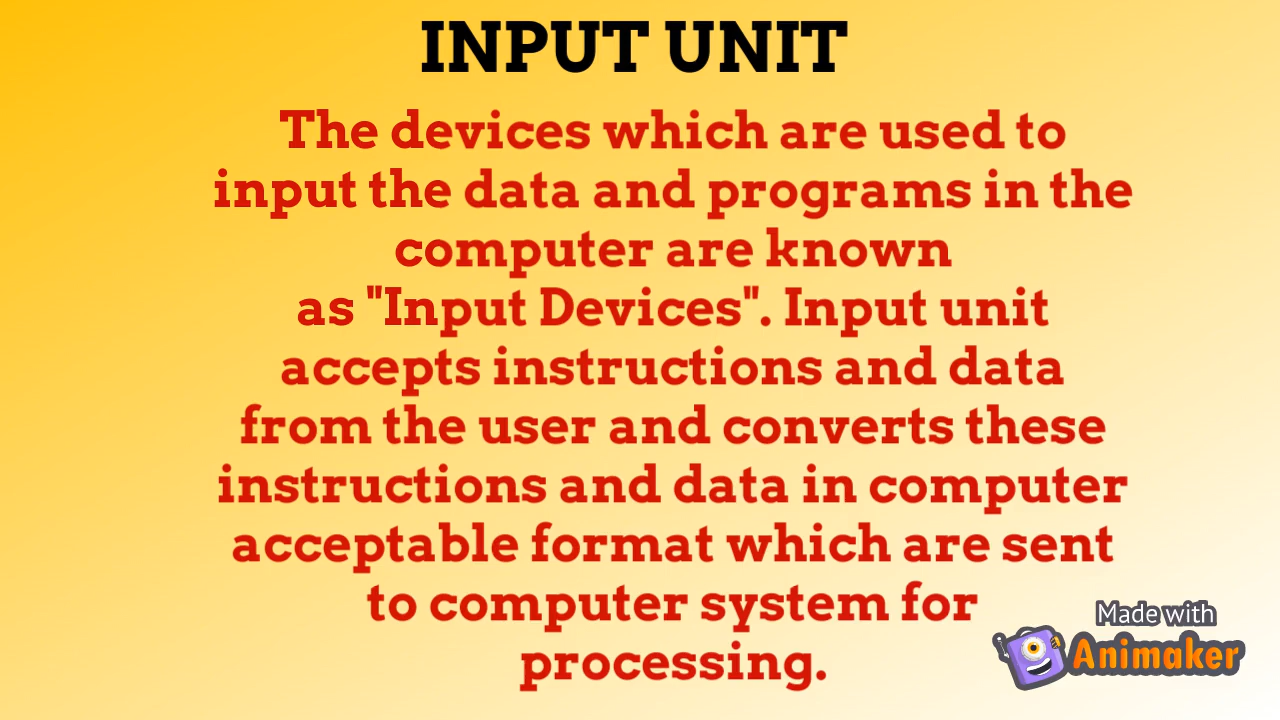 INPUT UNIT
The devices which are used to
input the data and programs in the
computer are known
as "Input Devices". Input unit
accepts instructions and data
from the user and converts these
instructions and data in computer
acceptable format which are sent
to computer system for
processing.
Made with
Animaker